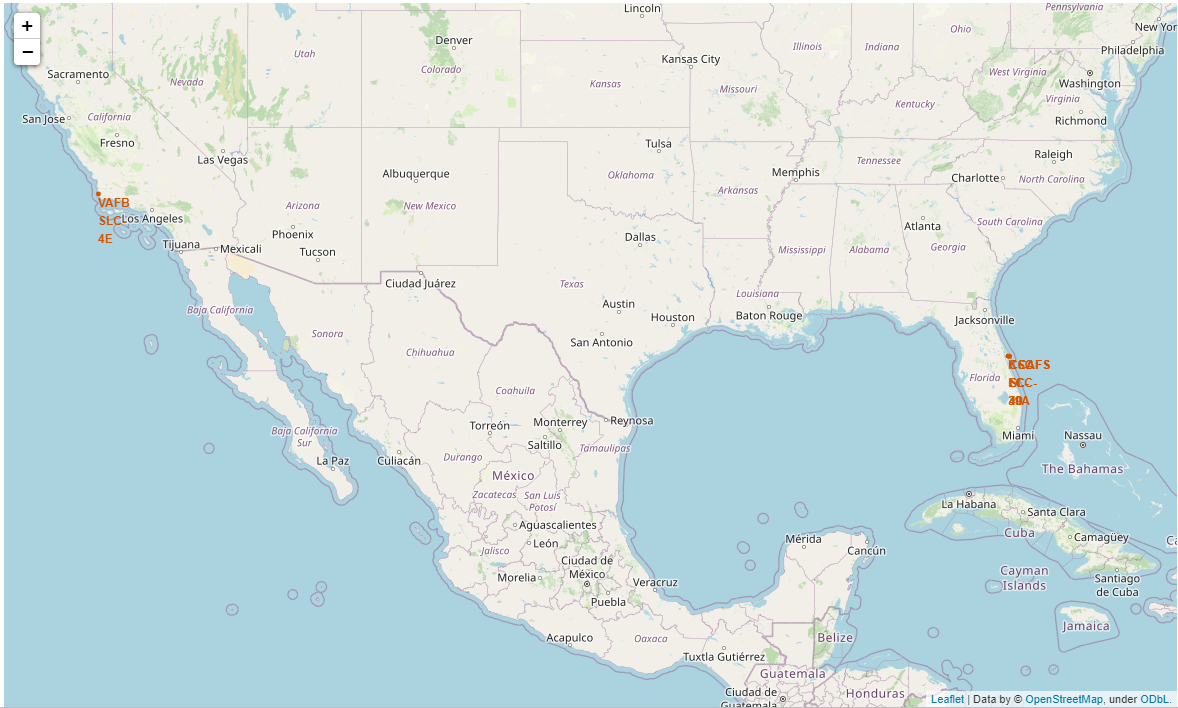 +
−
Lincoln
Pennsylvania
New Yor
Ohio
Denver
Utah
Illinois
Indiana
Philadelphia
Kansas City
Sacramento
Colorado
West Virginia
Washington
Nevada
Kansas
Missouri
Virginia
Kentucky
San Jose
California
Richmond
Fresno
Tulsa
Las Vegas
Raleigh
Tennessee
Albuquerque
Memphis
Oklahoma
Charlotte
North Carolina
Arkansas
VAFB
SLC-
4E
Arizona
New Mexico
Los Angeles
South Carolina
Phoenix
Atlanta
Dallas
Tijuana
Mexicali
Tucson
Mississippi
Alabama
Georgia
Ciudad Juárez
Texas
Louisiana
Austin
Baja California
Houston
Baton Rouge
Jacksonville
Sonora
San Antonio
Chihuahua
Florida
Coahuila
Torreón
Monterrey
Reynosa
Baja California
Sur
Saltillo
Tamaulipas
Miami
Nassau
La Paz
Culiacán
Durango
The Bahamas
México
Zacatecas
San Luis
Potosí
La Habana
Santa Clara
Aguascalientes
Cuba
Camagüey
Mérida
León
Jalisco
Cancún
Ciudad de
México
Cayman
Islands
Morelia
Veracruz
Santiago
de Cuba
Puebla
Jamaica
Acapulco
Oaxaca
Belize
Tuxtla Gutiérrez
Guatemala
Ciudad de
Guatemala
Honduras
Leaflet | Data by © OpenStreetMap, under ODbL.